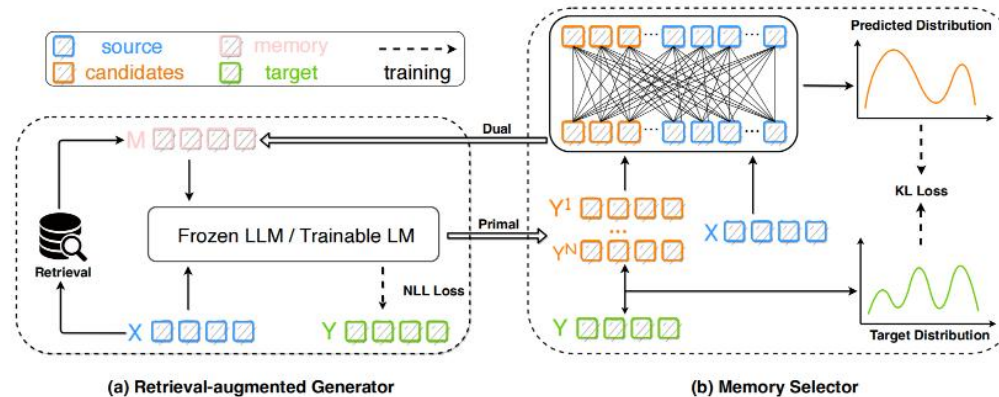 source
memory
candidates
target
training
M
Retrieval
Frozen LLM / Trainable LM
NLL Loss
X
Y
(a) Retrieval-augmented Generator
Dual
Primal
Predicted Distribution
Y1
...
YN
X
KL Loss
Y
Target Distribution
(b) Memory Selector